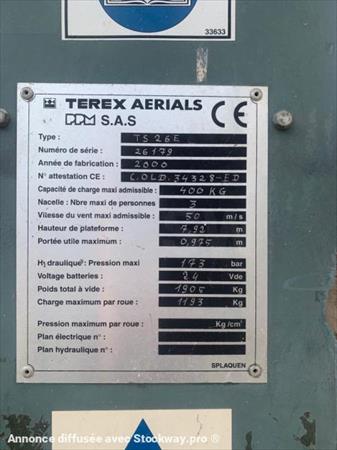 33633
TEREX AERIALS
PPM S.A.S CE
Type : TS 26E
Numéro de série : 26179
Année de fabrication : 2000
N° attestation CE : C.OLD.34328-ED
Capacité de charge maxi admissible : 400 KG
Nacelle : Nbre maxi de personnes 3
Vitesse du vent maxi admissible : 50 m/s
Hauteur de plateforme : 7,92 m
Portée utile maximum : 0,975 m
Hydraulique : Pression maxi 173 bar
Voltage batteries : 24 Vdc
Poids total à vide : 1905 Kg
Charge maximum par roue : 1193 Kg
Pression maximum par roue : Kg/cm²
Plan électrique n° :
Plan hydraulique n° :
SPLAQUEN
Annonce diffusée avec Stockway.pro ®